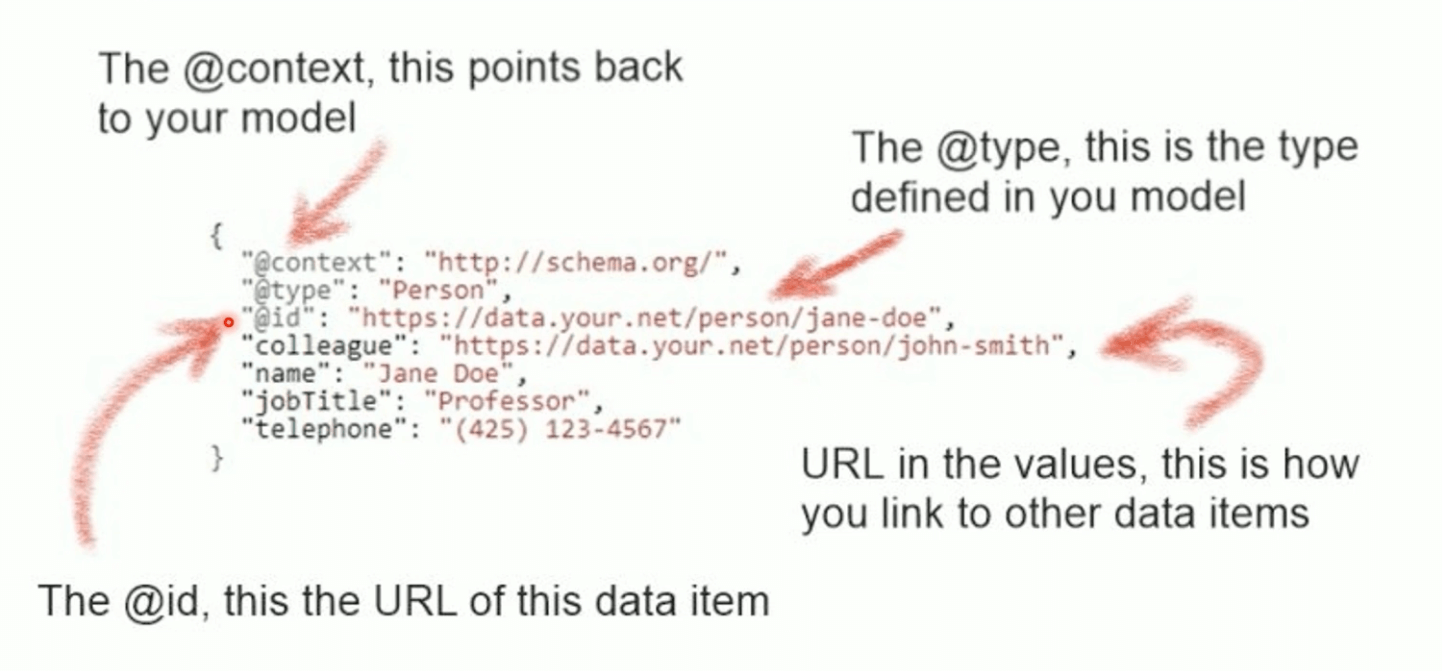 The @context, this points back
to your model
The @type, this is the type
defined in you model
{
"@context": "http://schema.org/",
"@type": "Person",
"@id": "https://data.your.net/person/jane-doe",
"colleague": "https://data.your.net/person/john-smith",
"name": "Jane Doe",
"jobTitle": "Professor",
"telephone": "(425) 123-4567"
}
URL in the values, this is how
you link to other data items
The @id, this the URL of this data item